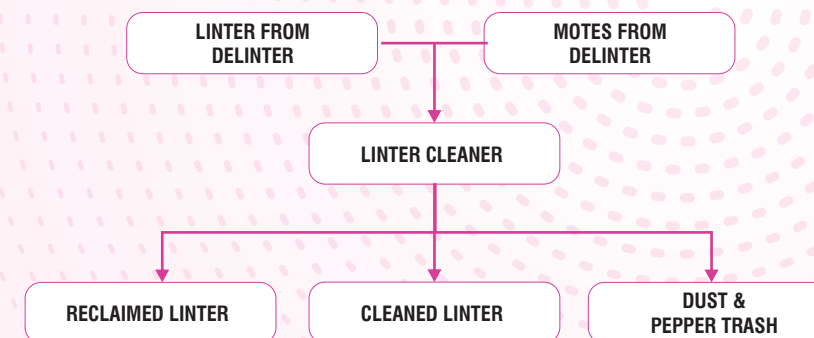 LINTER FROM
DELINTER
MOTES FROM
DELINTER
LINTER CLEANER
RECLAIMED LINTER
CLEANED LINTER
DUST &
PEPPER TRASH